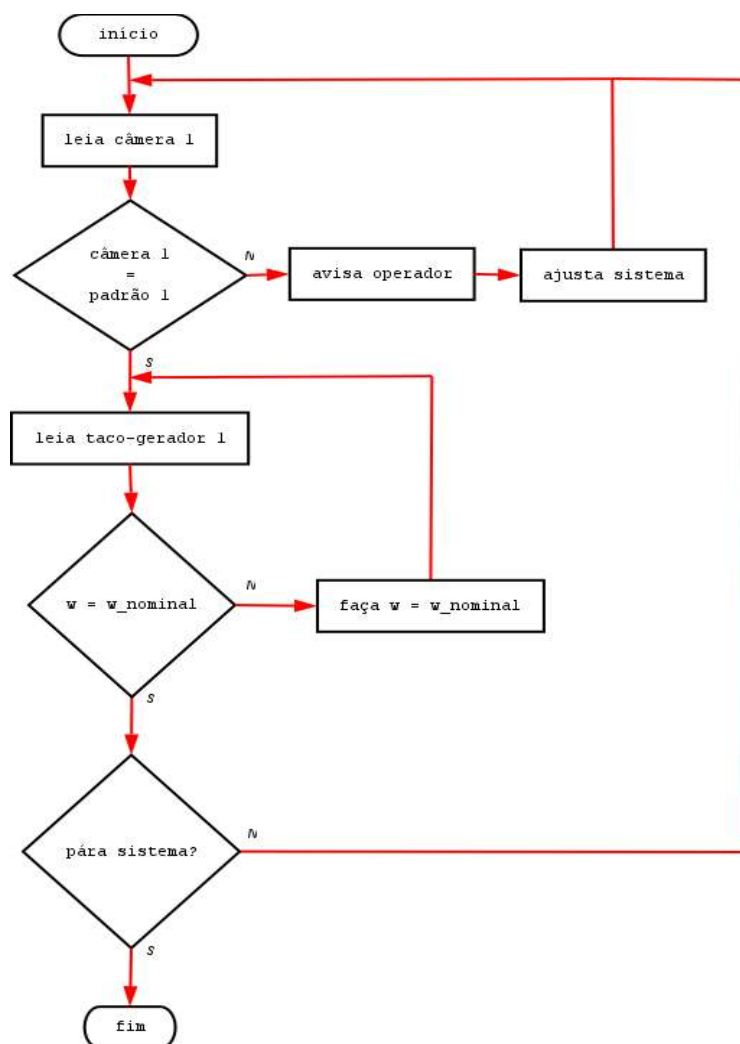 início
leia câmera 1
câmera 1
=
padrão 1
N
avisa operador
ajusta sistema
s
leia taco-gerador 1
w = w_nominal
N
faça w = w_nominal
s
pára sistema?
N
s
fim